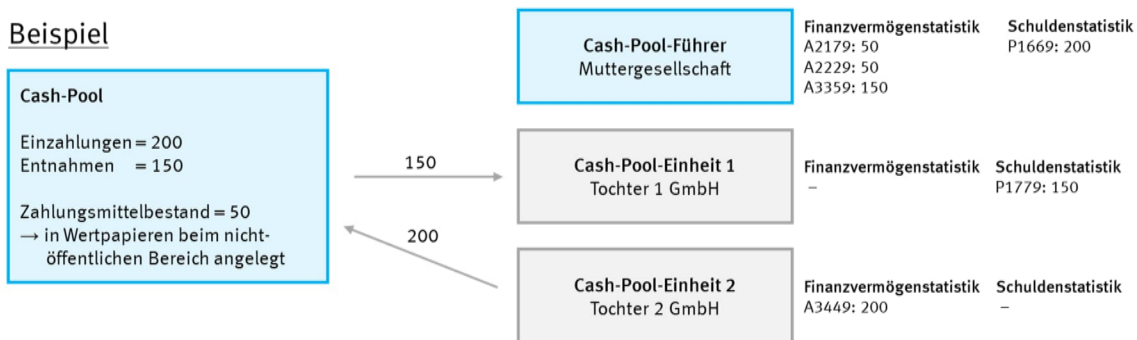 Beispiel
Cash-Pool
Einzahlungen = 200
Entnahmen = 150
Zahlungsmittelbestand = 50
→ in Wertpapieren beim nicht-
öffentlichen Bereich angelegt
150
200
Cash-Pool-Führer
Muttergesellschaft
Finanzvermögenstatistik
A2179: 50
A2229: 50
A3359: 150
Schuldenstatistik
P1669: 200
Cash-Pool-Einheit 1
Tochter 1 GmbH
Finanzvermögenstatistik
–
Schuldenstatistik
P1779: 150
Cash-Pool-Einheit 2
Tochter 2 GmbH
Finanzvermögenstatistik
A3449: 200
Schuldenstatistik
–